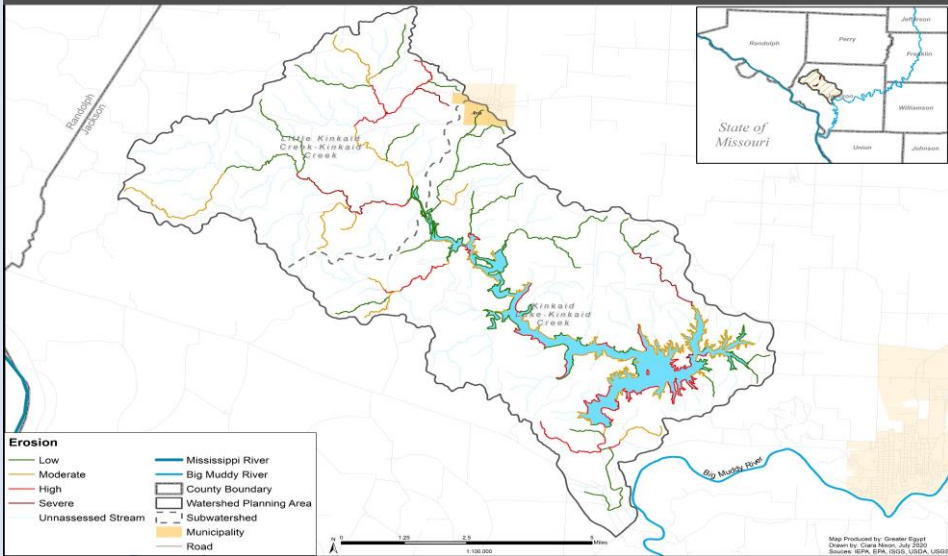 Randolph
Jackson
Little Kinkaid
Creek-Kinkaid
Creek
Kinkaid
Lake-Kinkaid
Creek
Big Muddy River
Jefferson
Randolph
Perry
Franklin
Williamson
State of
Missouri
Union
Johnson
Erosion
Low
Moderate
High
Severe
Unnassessed Stream
Mississippi River
Big Muddy River
County Boundary
Watershed Planning Area
Subwatershed
Municipality
Road
N
0 1.25 2.5 5
Miles
1:100,000
Map Produced by: Greater Egypt
Drawn by: Ciara Nixon, July 2020
Sources: IEPA, EPA, ISGS, USDA, USGS